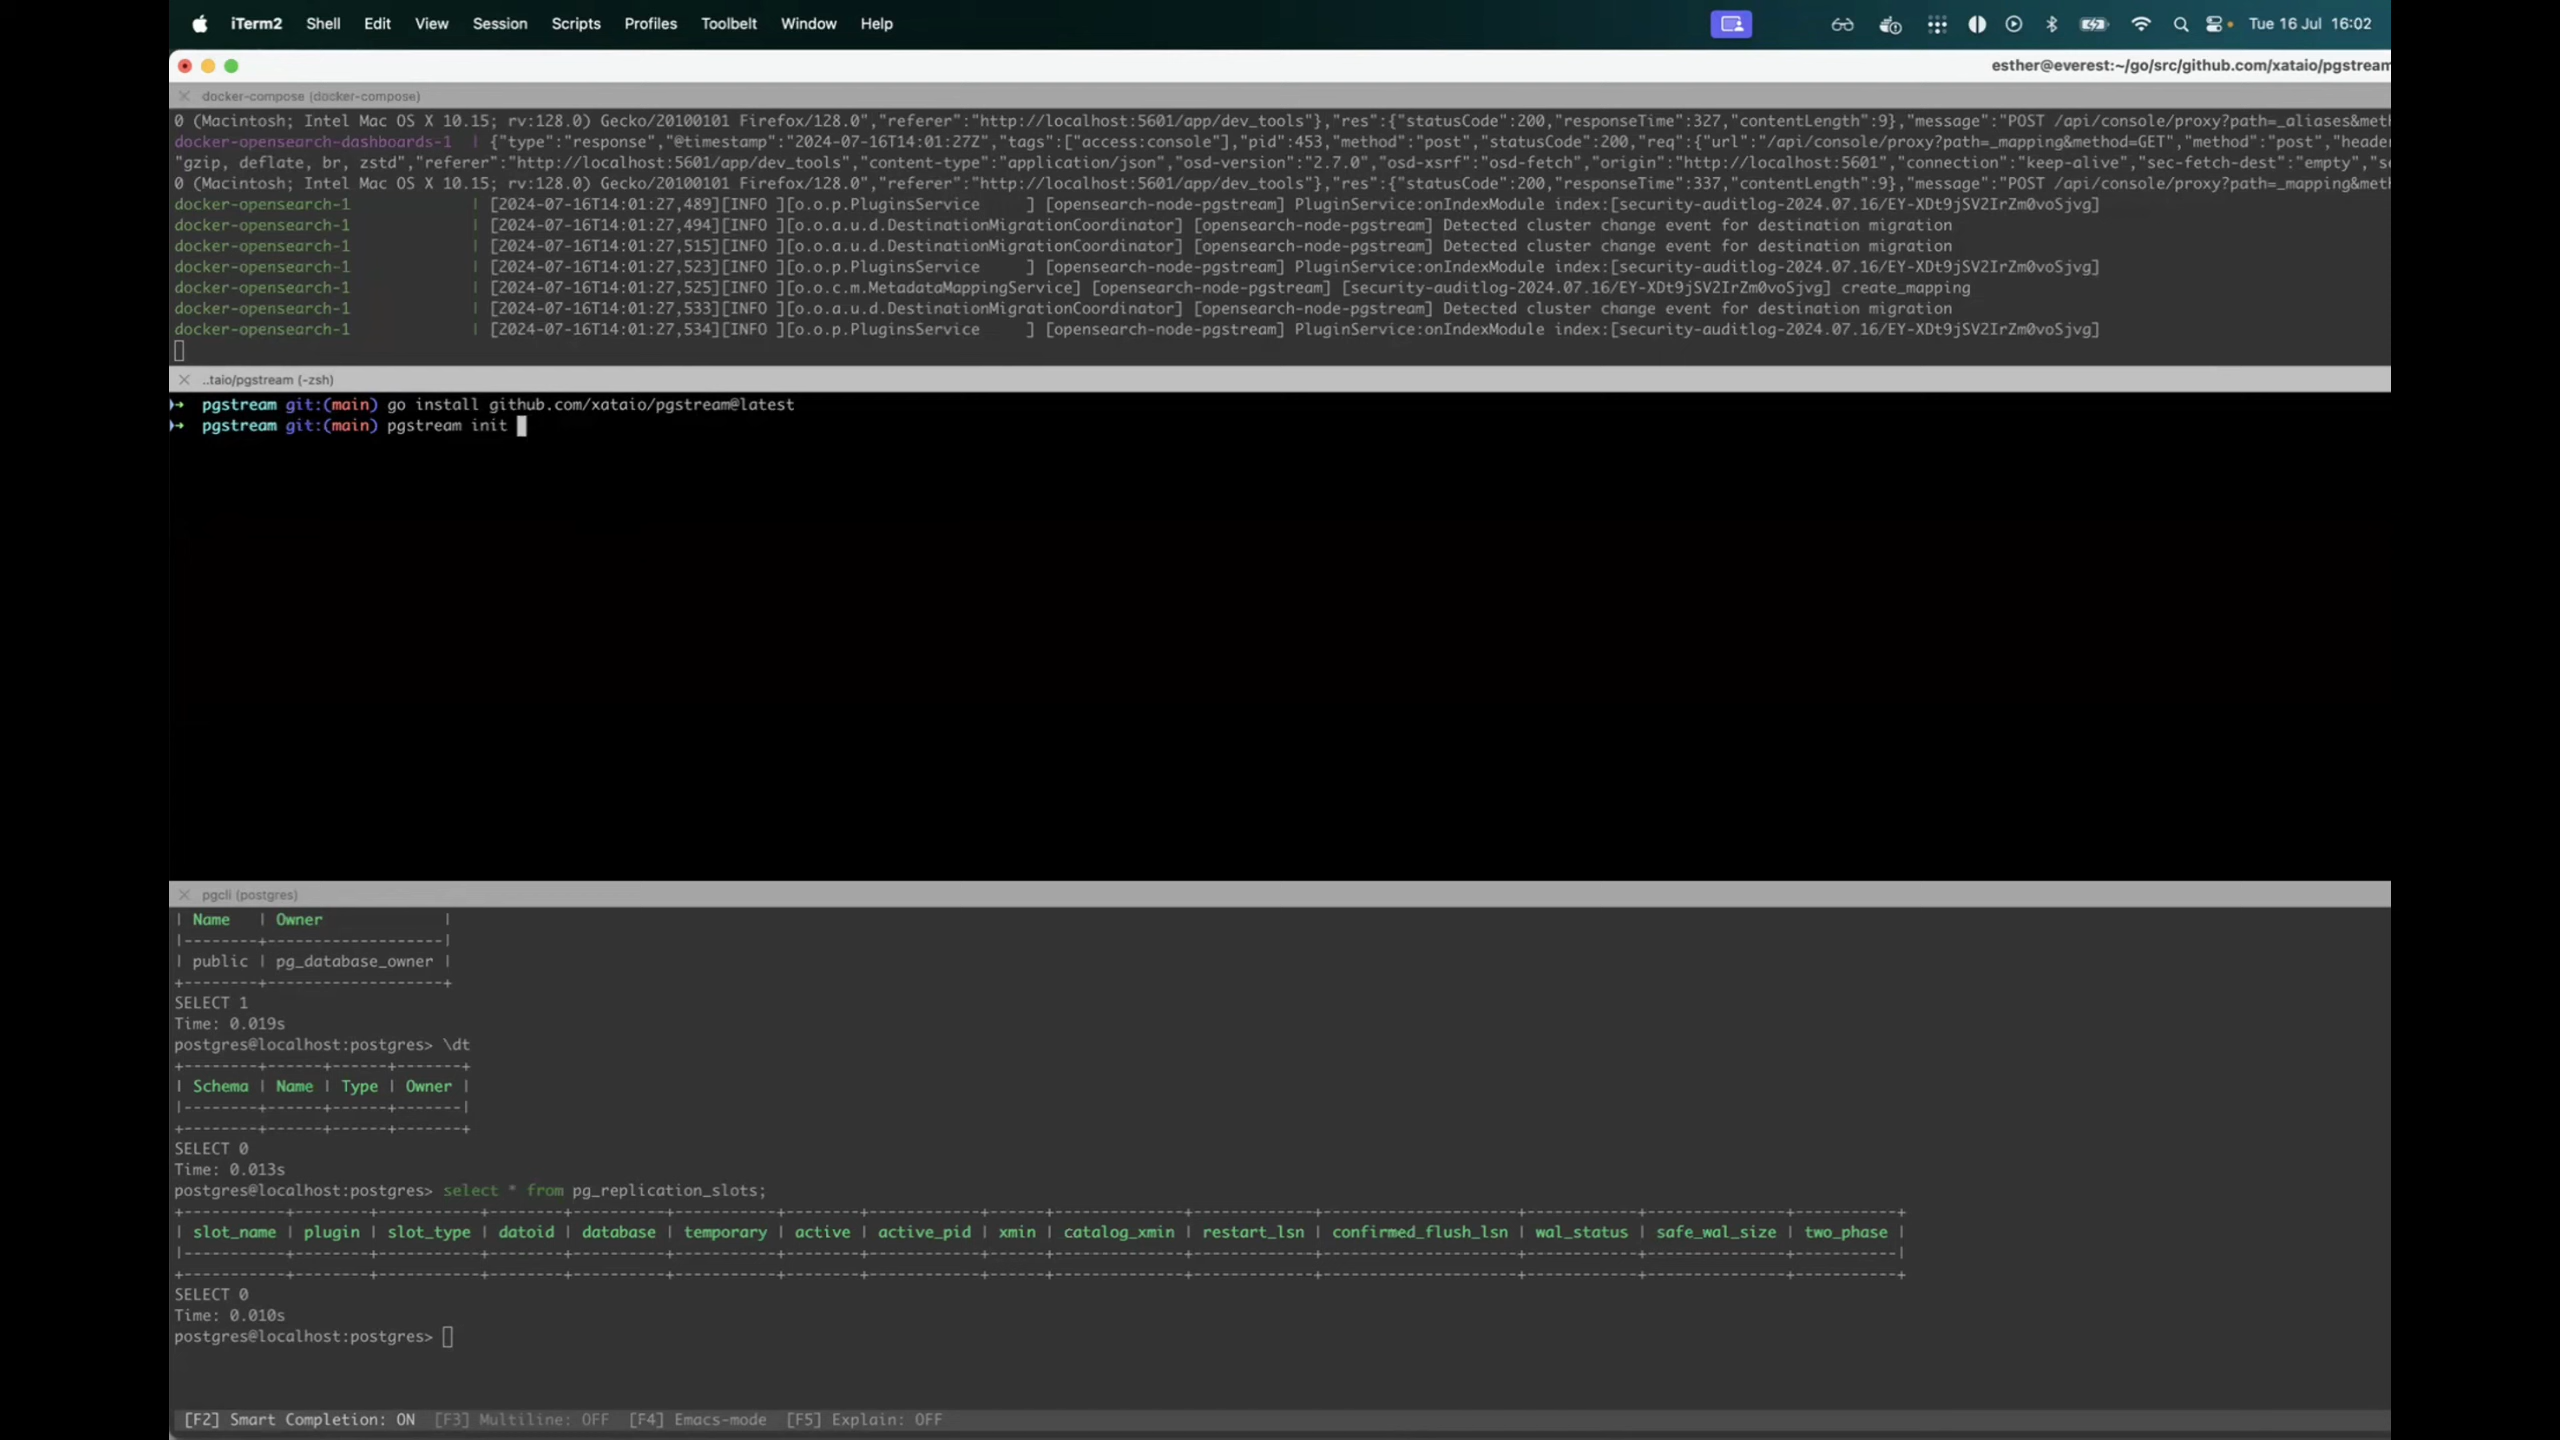 iTerm2 Shell Edit View Session Scripts Profiles Toolbelt Window Help Tue 16 Jul 16:02
esther@everest:~/go/src/github.com/xataio/pgstream
docker-compose (docker-compose)
0 (Macintosh; Intel Mac OS X 10.15; rv:128.0) Gecko/20100101 Firefox/128.0","referer":"http://localhost:5601/app/dev_tools"},"res":{"statusCode":200,"responseTime":327,"contentLength":9},"message":"POST /api/console/proxy?path=_aliases&met
docker-opensearch-dashboards-1 | {"type":"response","@timestamp":"2024-07-16T14:01:27Z","tags":["access:console"],"pid":453,"method":"post","statusCode":200,"req":{"url":"/api/console/proxy?path=_mapping&method=GET","method":"post","heade
"gzip, deflate, br, zstd","referer":"http://localhost:5601/app/dev_tools","content-type":"application/json","osd-version":"2.7.0","osd-xsrf":"osd-fetch","origin":"http://localhost:5601","connection":"keep-alive","sec-fetch-dest":"empty","s
0 (Macintosh; Intel Mac OS X 10.15; rv:128.0) Gecko/20100101 Firefox/128.0","referer":"http://localhost:5601/app/dev_tools"},"res":{"statusCode":200,"responseTime":337,"contentLength":9},"message":"POST /api/console/proxy?path=_mapping&met
docker-opensearch-1 | [2024-07-16T14:01:27,489][INFO ][o.o.p.PluginsService ] [opensearch-node-pgstream] PluginService:onIndexModule index:[security-auditlog-2024.07.16/EY-XDt9jSV2IrZm0voSjvg]
docker-opensearch-1 | [2024-07-16T14:01:27,494][INFO ][o.o.a.u.d.DestinationMigrationCoordinator] [opensearch-node-pgstream] Detected cluster change event for destination migration
docker-opensearch-1 | [2024-07-16T14:01:27,515][INFO ][o.o.a.u.d.DestinationMigrationCoordinator] [opensearch-node-pgstream] Detected cluster change event for destination migration
docker-opensearch-1 | [2024-07-16T14:01:27,523][INFO ][o.o.p.PluginsService ] [opensearch-node-pgstream] PluginService:onIndexModule index:[security-auditlog-2024.07.16/EY-XDt9jSV2IrZm0voSjvg]
docker-opensearch-1 | [2024-07-16T14:01:27,525][INFO ][o.o.c.m.MetadataMappingService] [opensearch-node-pgstream] [security-auditlog-2024.07.16/EY-XDt9jSV2IrZm0voSjvg] create_mapping
docker-opensearch-1 | [2024-07-16T14:01:27,533][INFO ][o.o.a.u.d.DestinationMigrationCoordinator] [opensearch-node-pgstream] Detected cluster change event for destination migration
docker-opensearch-1 | [2024-07-16T14:01:27,534][INFO ][o.o.p.PluginsService ] [opensearch-node-pgstream] PluginService:onIndexModule index:[security-auditlog-2024.07.16/EY-XDt9jSV2IrZm0voSjvg]
..taio/pgstream (-zsh)
➜ pgstream git:(main) go install github.com/xataio/pgstream@latest
➜ pgstream git:(main) pgstream init
pgcli (postgres)
| Name | Owner |
|--------+-------------------|
| public | pg_database_owner |
+--------+-------------------+
SELECT 1
Time: 0.019s
postgres@localhost:postgres> \dt
+--------+------+------+-------+
| Schema | Name | Type | Owner |
|--------+------+------+-------|
+--------+------+------+-------+
SELECT 0
Time: 0.013s
postgres@localhost:postgres> select * from pg_replication_slots;
+-----------+--------+-----------+--------+----------+-----------+--------+------------+------+--------------+-------------+---------------------+------------+---------------+-----------+
| slot_name | plugin | slot_type | datoid | database | temporary | active | active_pid | xmin | catalog_xmin | restart_lsn | confirmed_flush_lsn | wal_status | safe_wal_size | two_phase |
|-----------+--------+-----------+--------+----------+-----------+--------+------------+------+--------------+-------------+---------------------+------------+---------------+-----------|
+-----------+--------+-----------+--------+----------+-----------+--------+------------+------+--------------+-------------+---------------------+------------+---------------+-----------+
SELECT 0
Time: 0.010s
postgres@localhost:postgres>
[F2] Smart Completion: ON [F3] Multiline: OFF [F4] Emacs-mode [F5] Explain: OFF